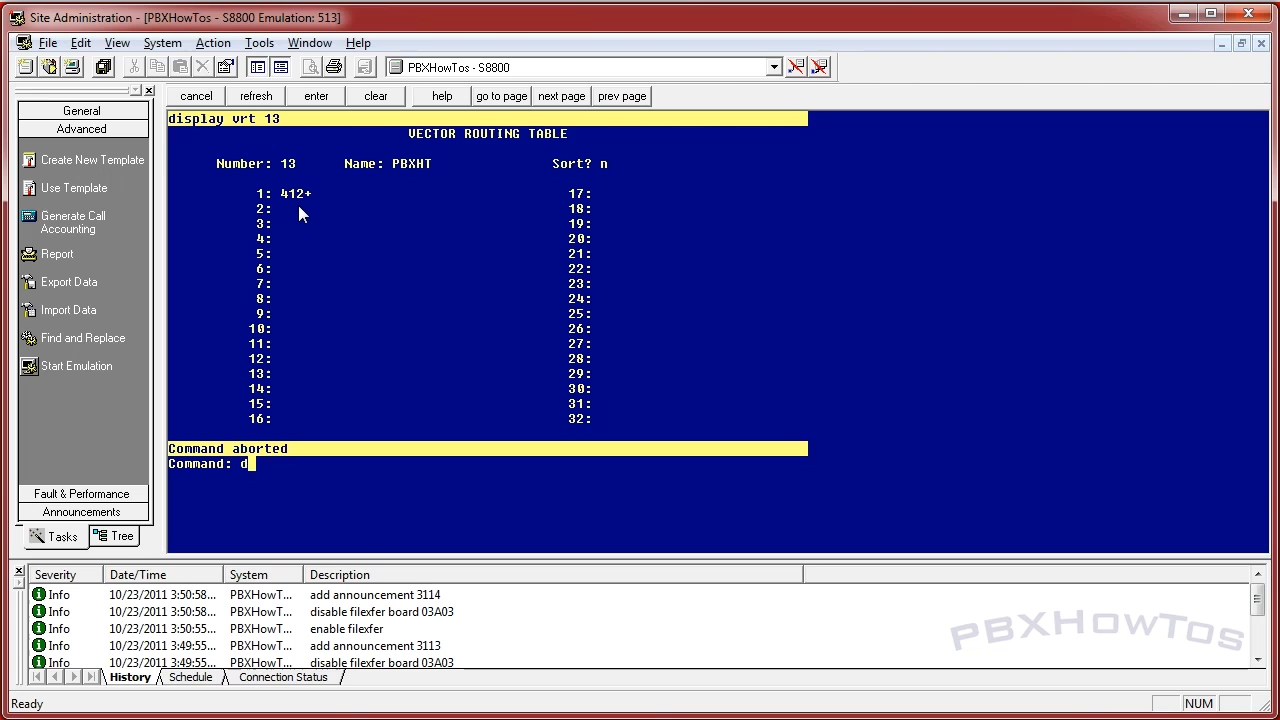 Site Administration - [PBXHowTos - S8800 Emulation: 513]
File Edit View System Action Tools Window Help
PBXHowTos - S8800
General
Advanced
Create New Template
Use Template
Generate Call
Accounting
Report
Export Data
Import Data
Find and Replace
Start Emulation
Fault & Performance
Announcements
Tasks Tree
cancel refresh enter clear help go to page next page prev page
display vrt 13
VECTOR ROUTING TABLE
Number: 13 Name: PBXHT Sort? n
1: 412+ 17:
2: 18:
3: 19:
4: 20:
5: 21:
6: 22:
7: 23:
8: 24:
9: 25:
10: 26:
11: 27:
12: 28:
13: 29:
14: 30:
15: 31:
16: 32:
Command aborted
Command: d
Severity Date/Time System Description
Info 10/23/2011 3:50:58... PBXHowT... add announcement 3114
Info 10/23/2011 3:50:58... PBXHowT... disable filexfer board 03A03
Info 10/23/2011 3:50:55... PBXHowT... enable filexfer
Info 10/23/2011 3:49:55... PBXHowT... add announcement 3113
Info 10/23/2011 3:49:55... PBXHowT... disable filexfer board 03A03
PBXHowTos
History Schedule Connection Status
Ready NUM